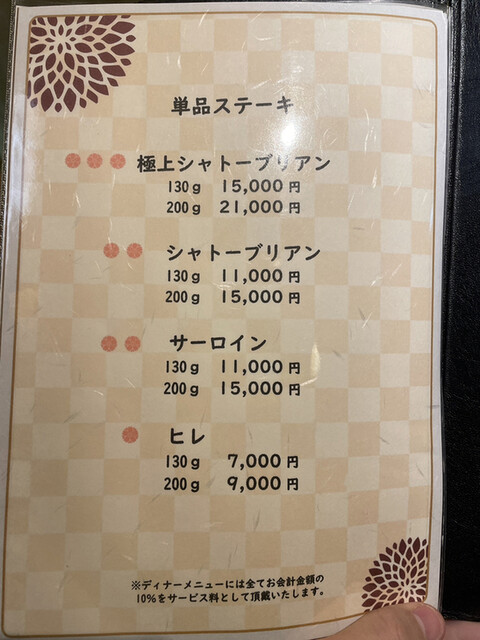 単品ステーキ
極上シャトーブリアン
130g 15,000円
200g 21,000円
シャトーブリアン
130g 11,000円
200g 15,000円
サーロイン
130g 11,000円
200g 15,000円
ヒレ
130g 7,000円
200g 9,000円
※ディナーメニューには全てお会計金額の
10%をサービス料として頂戴いたします。